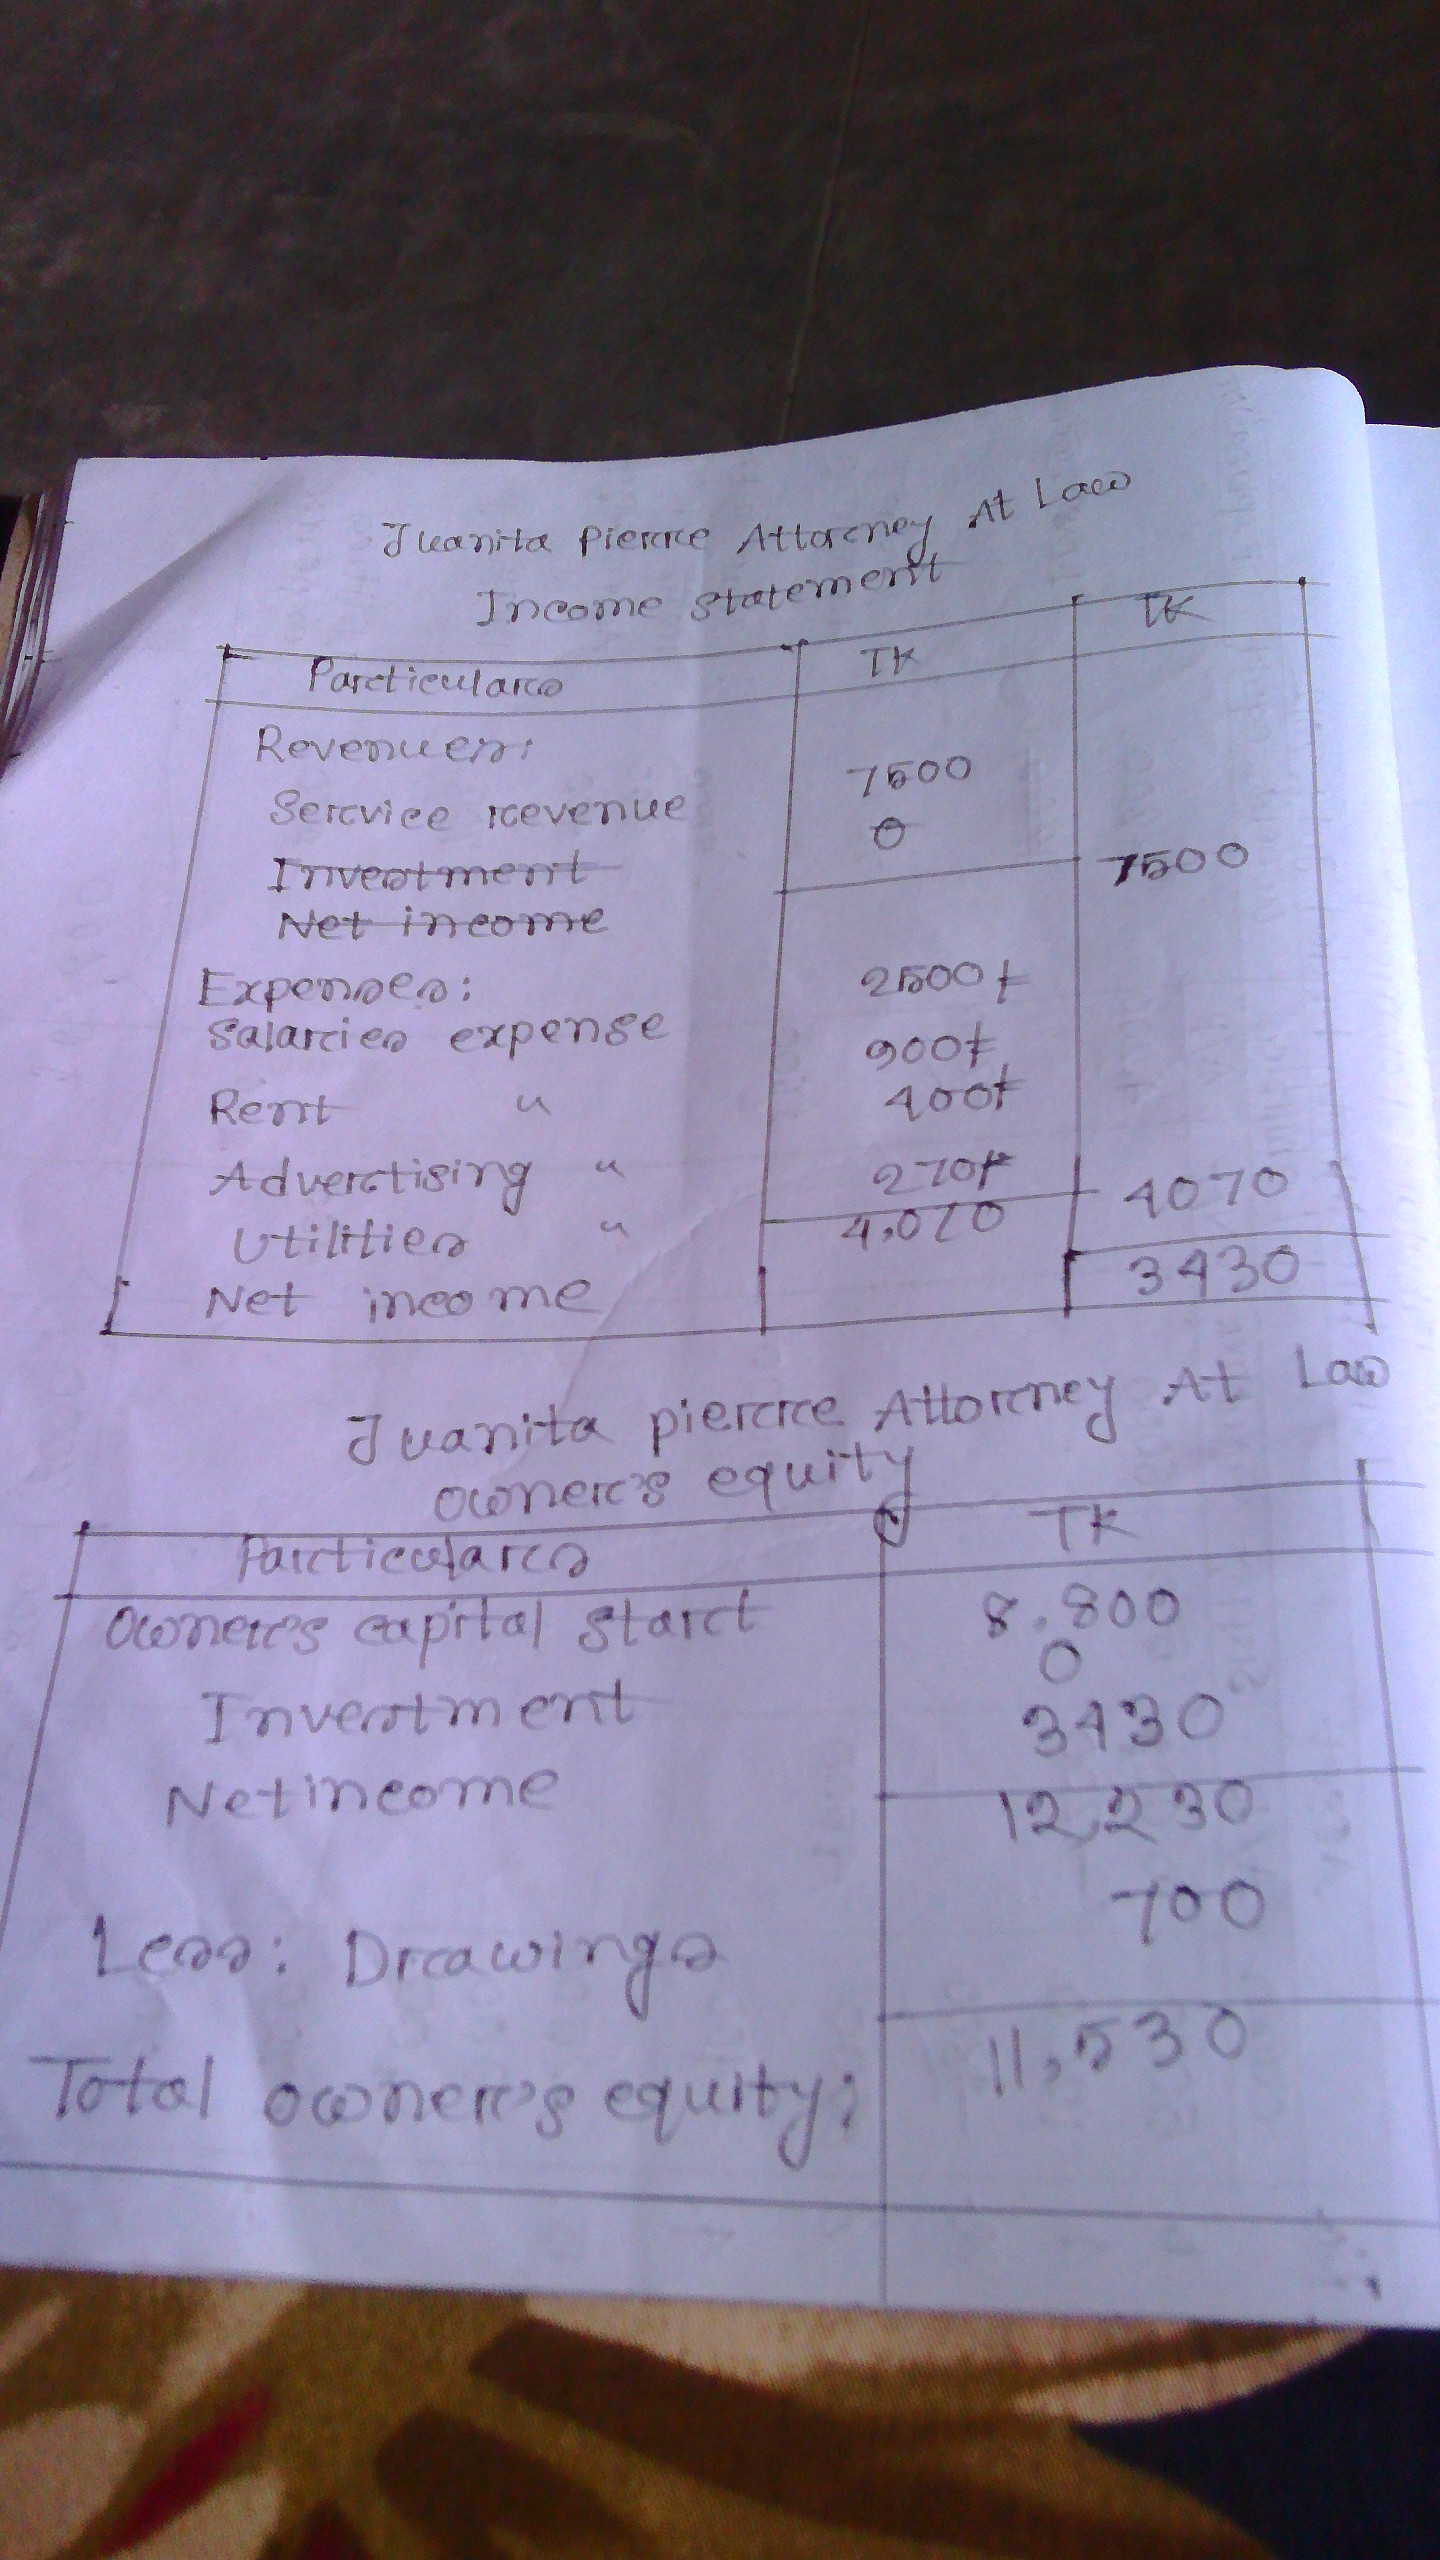 Juanita Pierce Attorney At Law
Income Statement
Particulars TK TK
Revenues:
Service revenue 7500
Investment 0
Net income 7500
Expenses:
Salaries expense 2500+
Rent " 900+
Advertising " 400+
Utilities " 270+
4,070 4070
Net income 3430
Juanita pierce Attorney At Law
owner's equity
Particulars TK
Owner's capital start 8,800
Investment 0
Net income 3430
12,230
Less: Drawings 700
Total owner's equity; 11,530